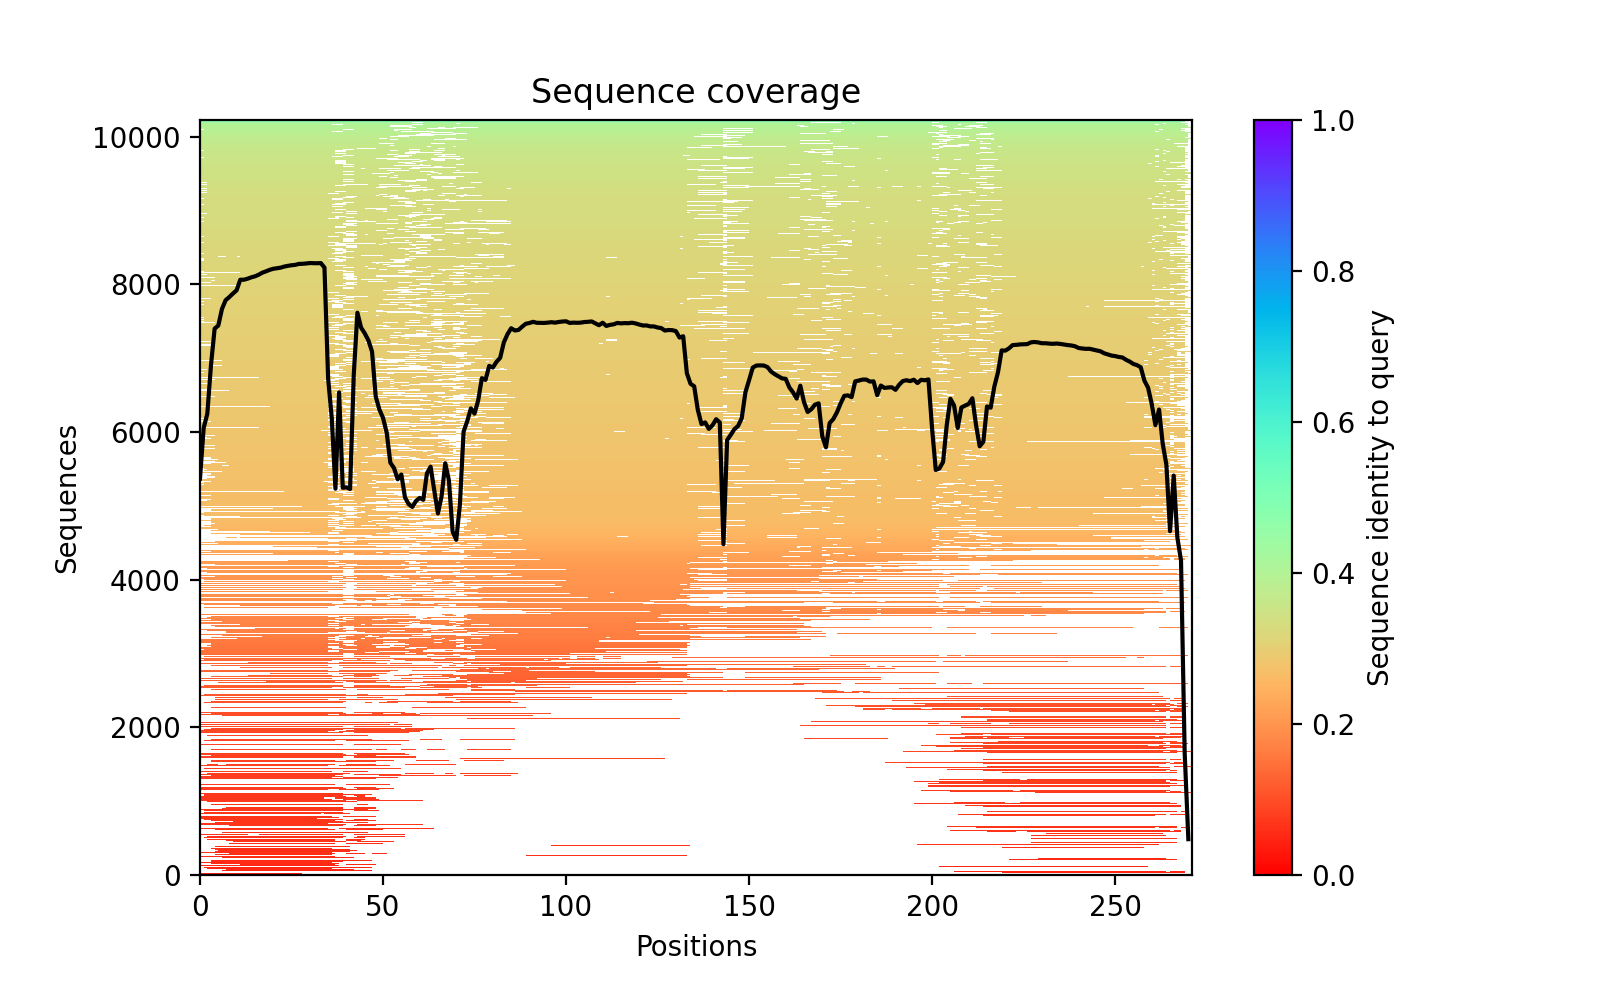 Sequence coverage
10000
8000
6000
4000
2000
0
Sequences
0 50 100 150 200 250
Positions
1.0
0.8
0.6
0.4
0.2
0.0
Sequence identity to query